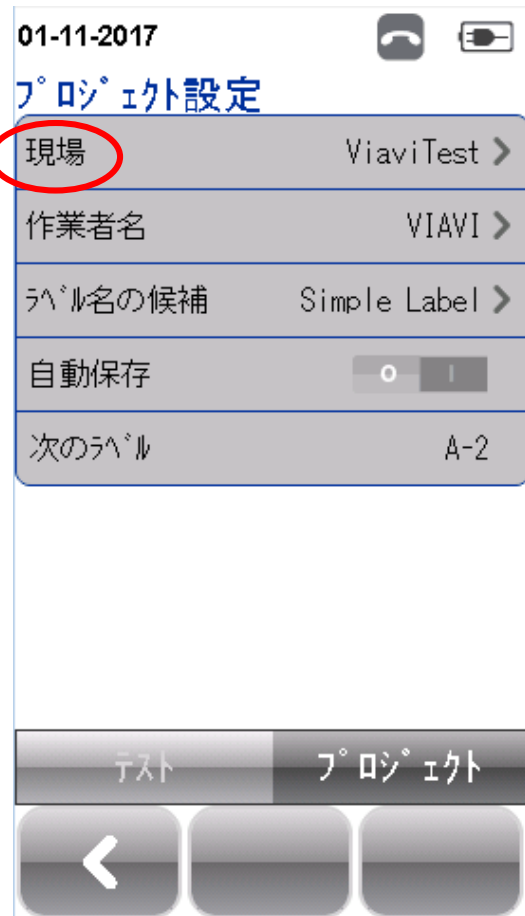 01-11-2017
プロジェクト設定
現場 ViaviTest
作業者名 VIAVI
ラベル名の候補 Simple Label
自動保存 O I
次のラベル A-2
テスト プロジェクト